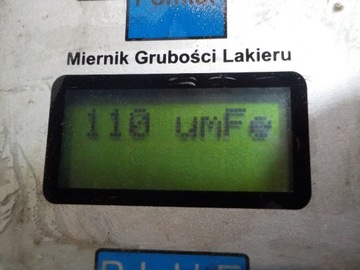 Miernik Grubości Lakieru
110 umFe